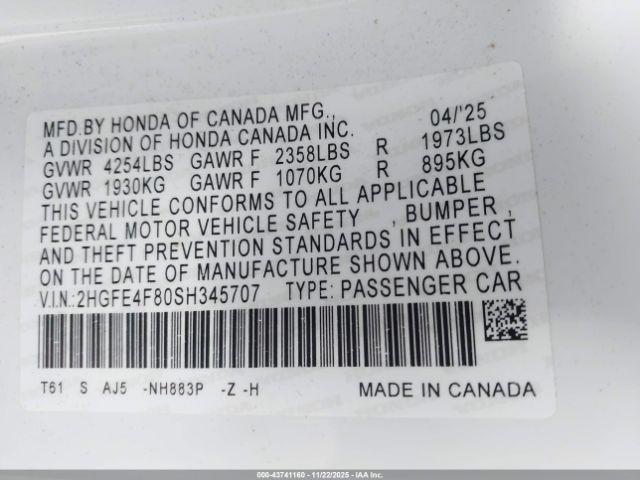 MFD.BY HONDA OF CANADA MFG., 04/'25
A DIVISION OF HONDA CANADA INC.
GVWR 4254LBS GAWR F 2358LBS R 1973LBS
GVWR 1930KG GAWR F 1070KG R 895KG
THIS VEHICLE CONFORMS TO ALL APPLICABLE
FEDERAL MOTOR VEHICLE SAFETY , BUMPER ,
AND THEFT PREVENTION STANDARDS IN EFFECT
ON THE DATE OF MANUFACTURE SHOWN ABOVE.
V.I.N.:2HGFE4F80SH345707 TYPE: PASSENGER CAR
T61 S AJ5 -NH883P -Z -H MADE IN CANADA
000-43741160 - 11/22/2025 - IAA Inc.